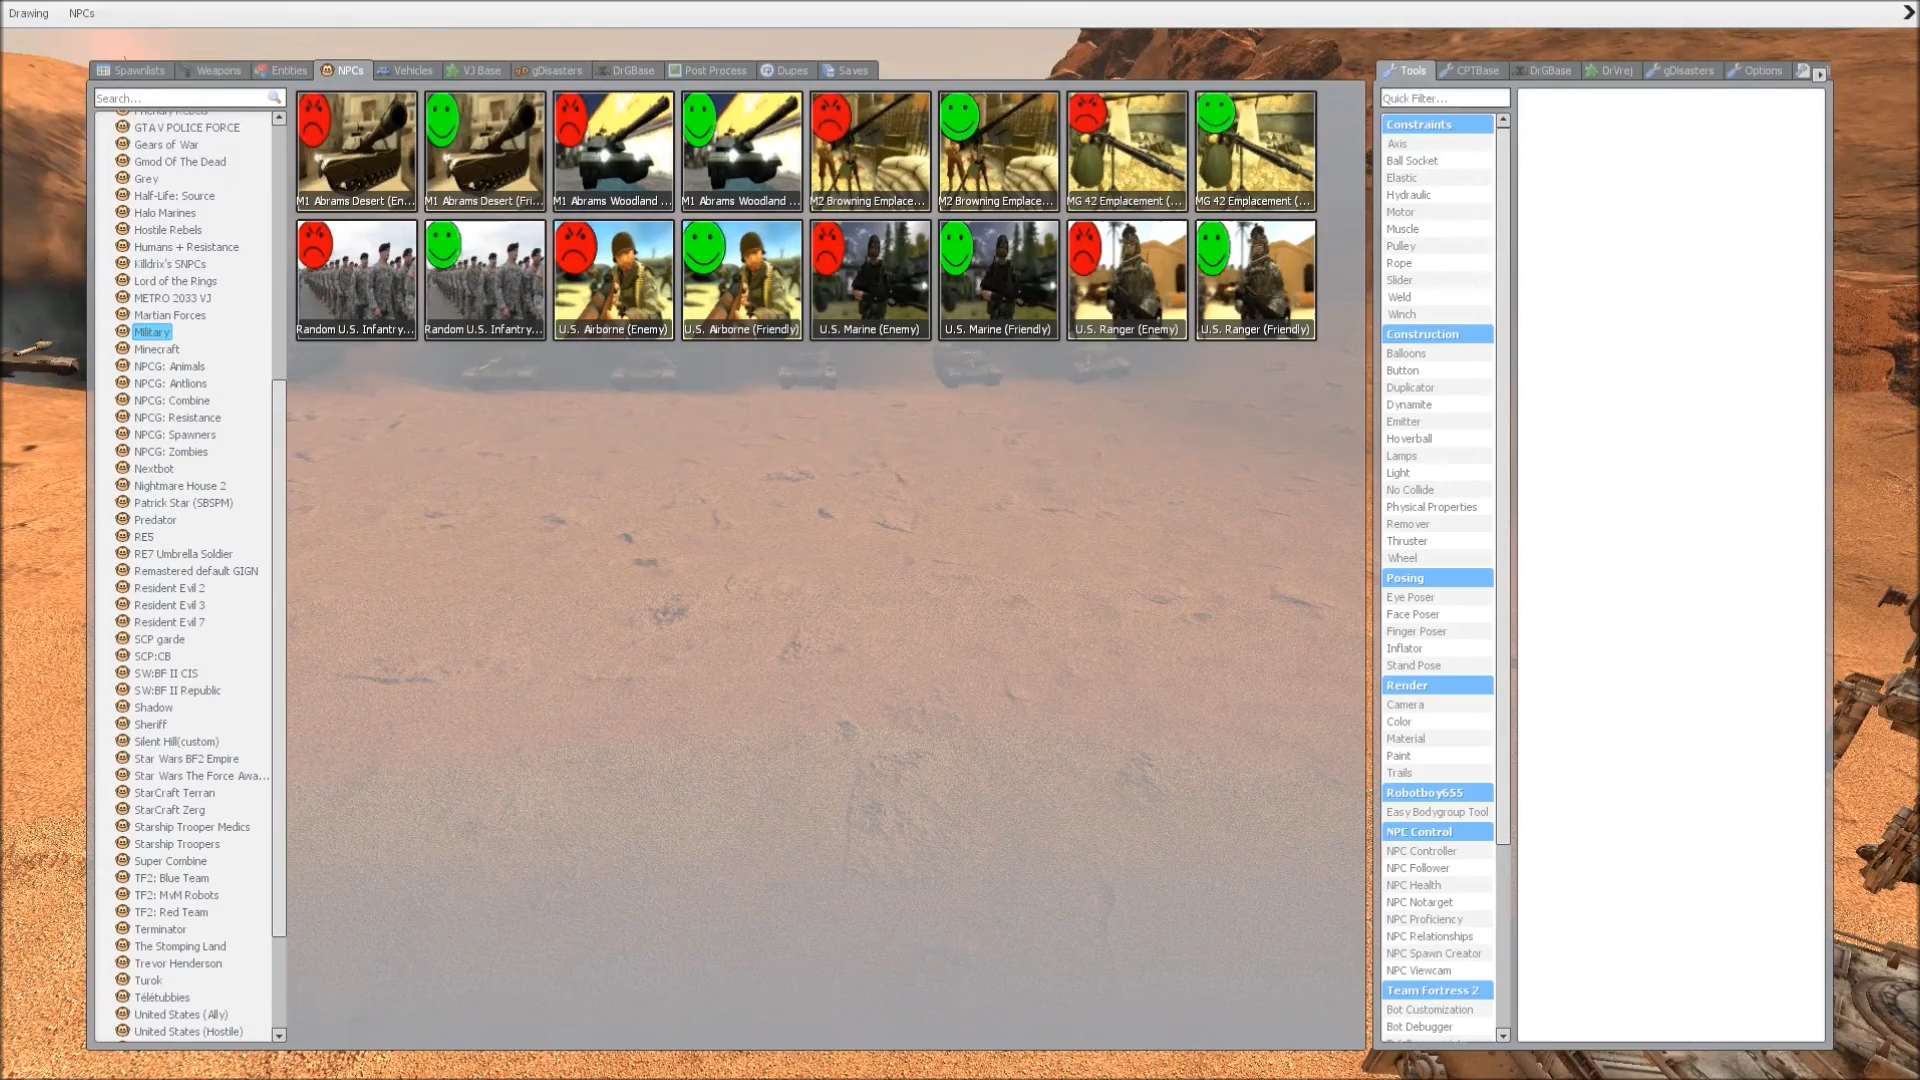 Drawing NPCs
Spawnlists Weapons Entities NPCs Vehicles VJ Base gDisasters DrGBase Post Process Dupes Saves
Search...
Friendly Rebels
GTA V POLICE FORCE
Gears of War
Gmod Of The Dead
Grey
Half-Life: Source
Halo Marines
Hostile Rebels
Humans + Resistance
Killdrix's SNPCs
Lord of the Rings
METRO 2033 VJ
Martian Forces
Military
Minecraft
NPCG: Animals
NPCG: Antlions
NPCG: Combine
NPCG: Resistance
NPCG: Spawners
NPCG: Zombies
Nextbot
Nightmare House 2
Patrick Star (SBSPM)
Predator
RE5
RE7 Umbrella Soldier
Remastered default GIGN
Resident Evil 2
Resident Evil 3
Resident Evil 7
SCP garde
SCP:CB
SW:BF II CIS
SW:BF II Republic
Shadow
Sheriff
Silent Hill(custom)
Star Wars BF2 Empire
Star Wars The Force Awa...
StarCraft Terran
StarCraft Zerg
Starship Trooper Medics
Starship Troopers
Super Combine
TF2: Blue Team
TF2: MvM Robots
TF2: Red Team
Terminator
The Stomping Land
Trevor Henderson
Turok
Télétubbies
United States (Ally)
United States (Hostile)
M1 Abrams Desert (En... M1 Abrams Desert (Fri... M1 Abrams Woodland ... M1 Abrams Woodland ... M2 Browning Emplace... M2 Browning Emplace... MG 42 Emplacement (... MG 42 Emplacement (...
Random U.S. Infantry... Random U.S. Infantry... U.S. Airborne (Enemy) U.S. Airborne (Friendly) U.S. Marine (Enemy) U.S. Marine (Friendly) U.S. Ranger (Enemy) U.S. Ranger (Friendly)
Tools CPTBase DrGBase DrVrej gDisasters Options
Quick Filter...
Constraints
Axis
Ball Socket
Elastic
Hydraulic
Motor
Muscle
Pulley
Rope
Slider
Weld
Winch
Construction
Balloons
Button
Duplicator
Dynamite
Emitter
Hoverball
Lamps
Light
No Collide
Physical Properties
Remover
Thruster
Wheel
Posing
Eye Poser
Face Poser
Finger Poser
Inflator
Stand Pose
Render
Camera
Color
Material
Paint
Trails
Robotboy655
Easy Bodygroup Tool
NPC Control
NPC Controller
NPC Follower
NPC Health
NPC Notarget
NPC Proficiency
NPC Relationships
NPC Spawn Creator
NPC Viewcam
Team Fortress 2
Bot Customization
Bot Debugger